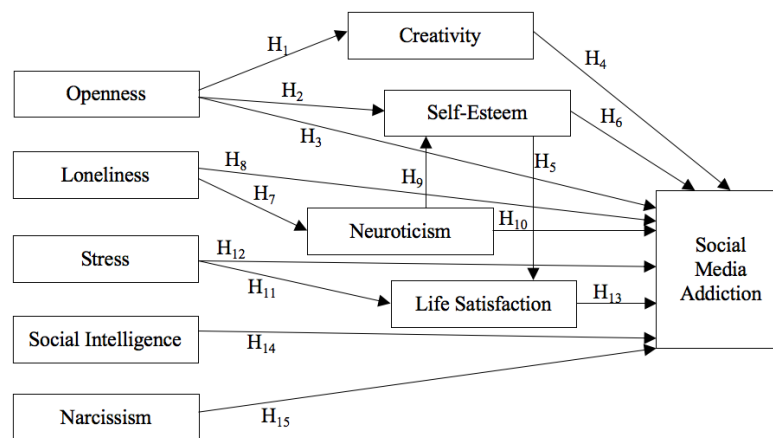 Creativity
H₁
H₄
Openness
H₂
Self-Esteem
H₆
H₃
Loneliness
H₈
H₅
H₉
H₇
Neuroticism
H₁₀
Social
Media
Addiction
Stress
H₁₂
H₁₁
Life Satisfaction
H₁₃
Social Intelligence
H₁₄
Narcissism
H₁₅